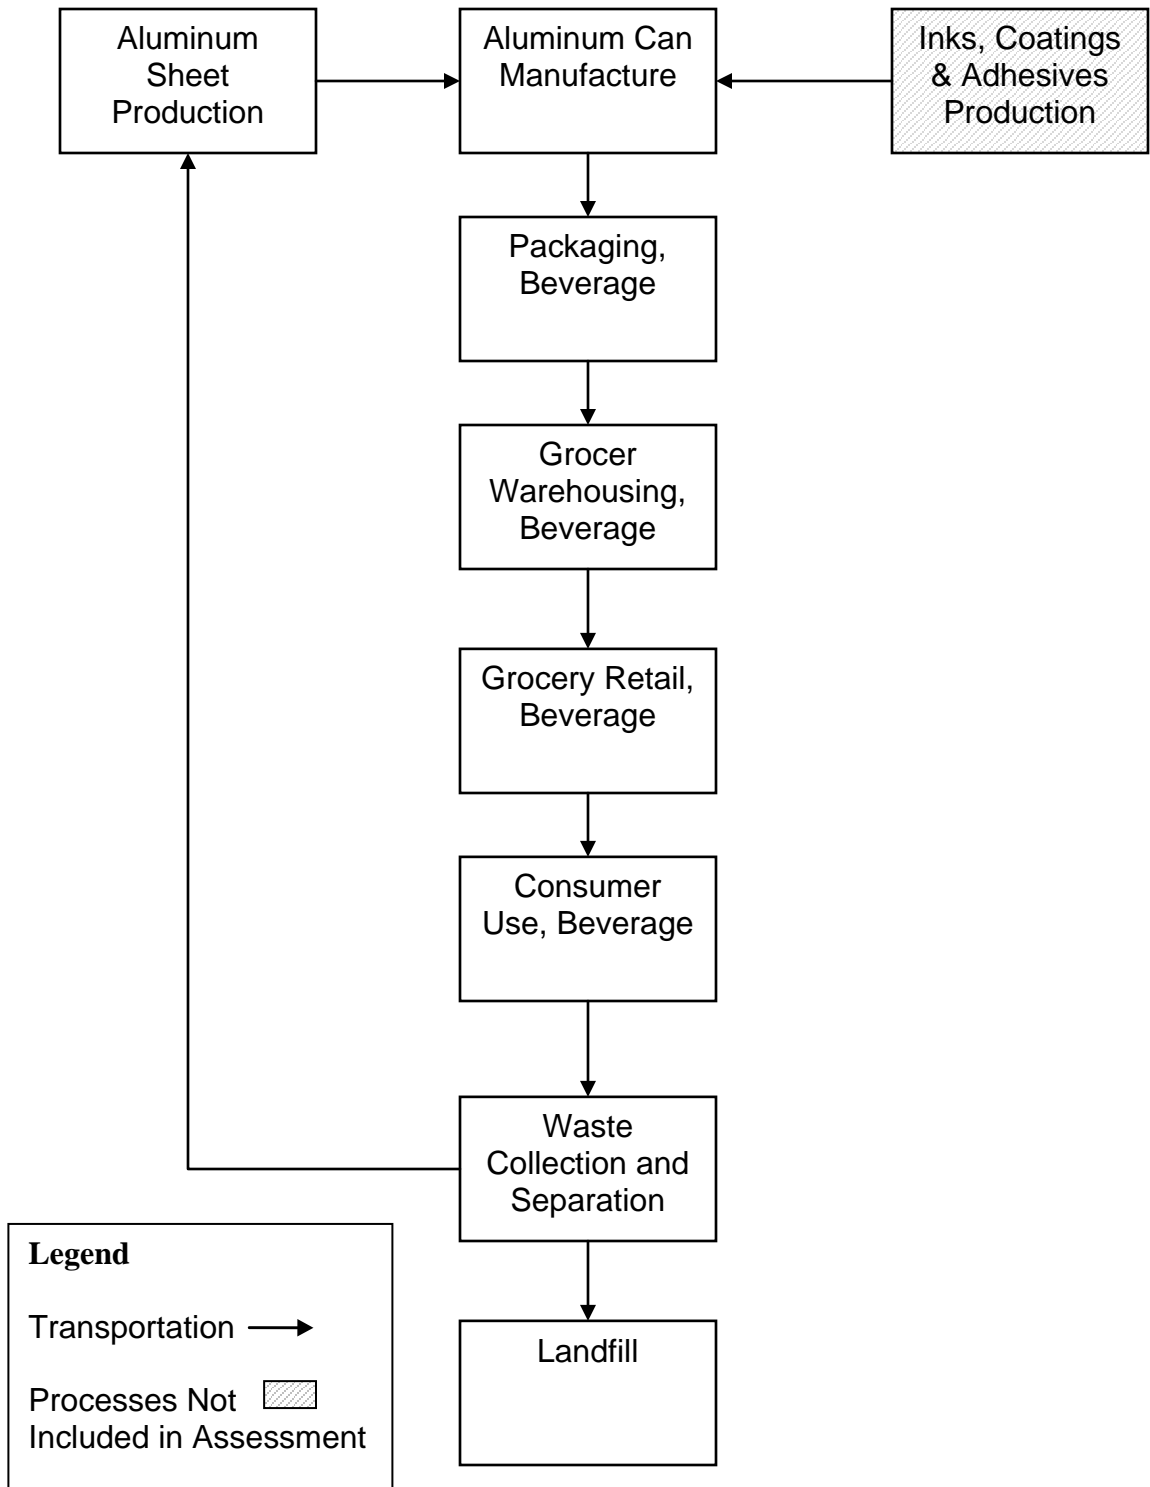 Aluminum
Sheet
Production
Aluminum Can
Manufacture
Inks, Coatings
& Adhesives
Production
Packaging,
Beverage
Grocer
Warehousing,
Beverage
Grocery Retail,
Beverage
Consumer
Use, Beverage
Waste
Collection and
Separation
Landfill
Legend
Transportation
Processes Not
Included in Assessment